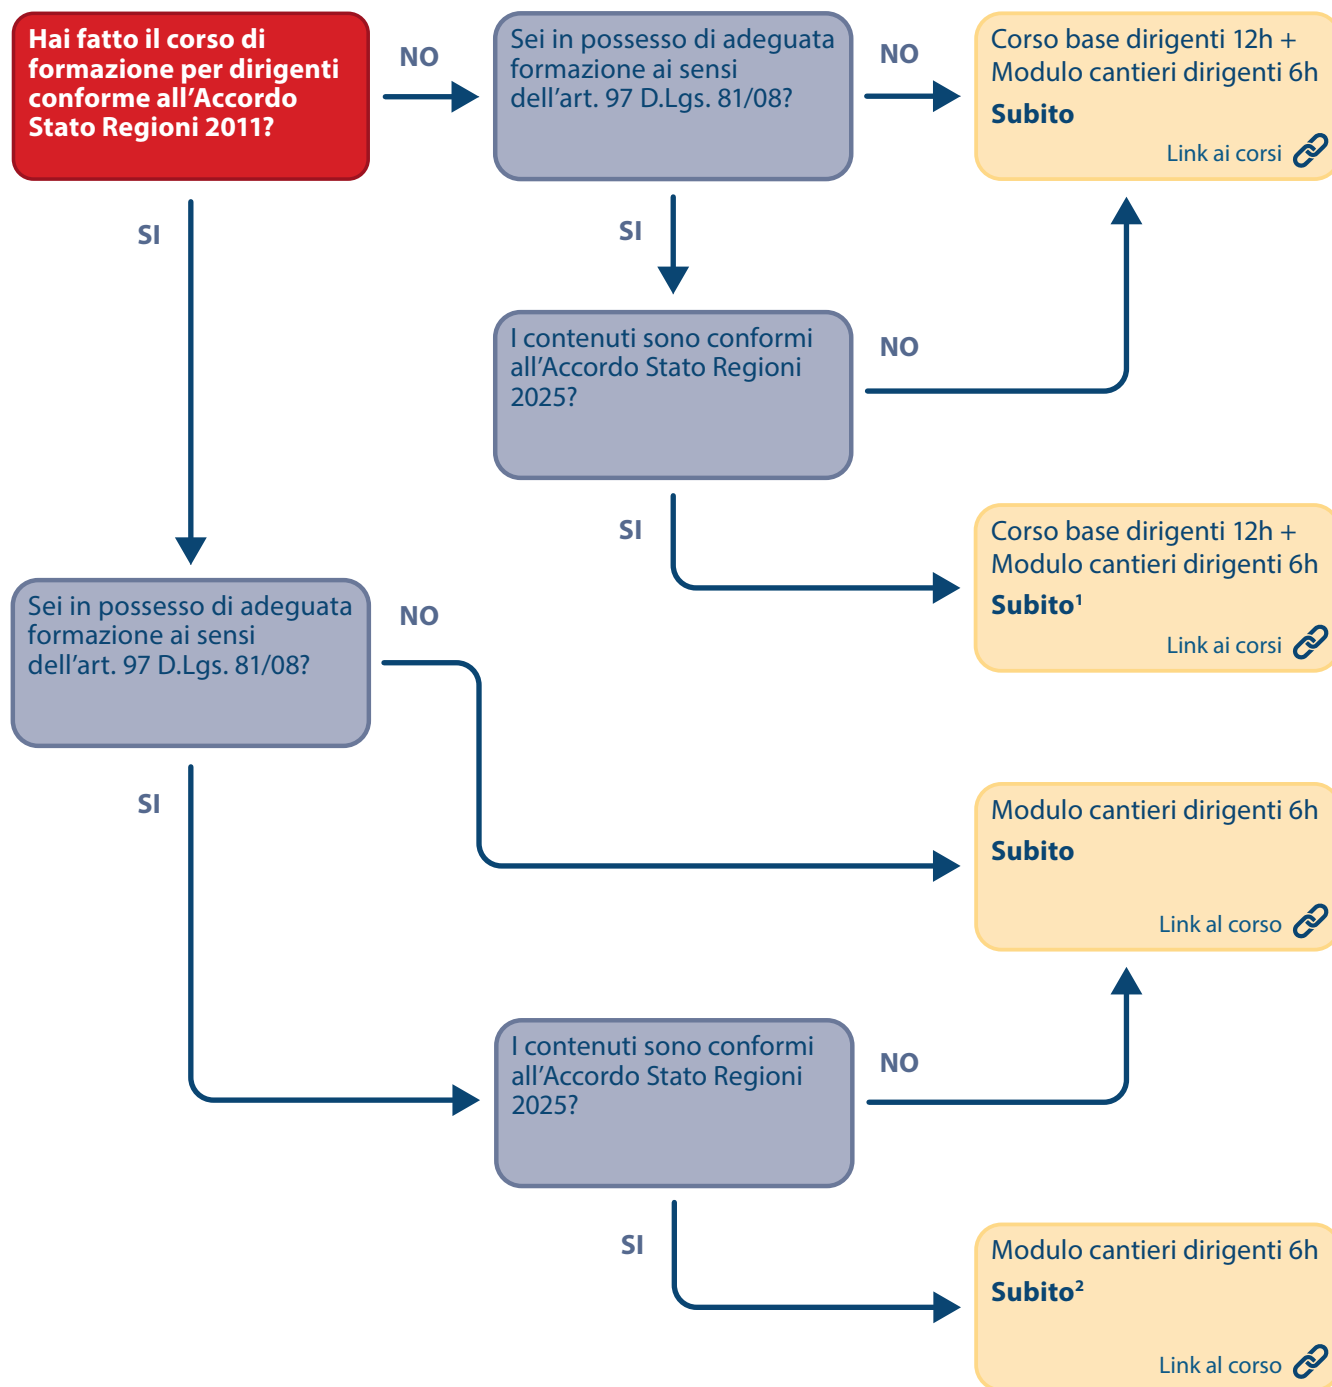 Hai fatto il corso di
formazione per dirigenti
conforme all'Accordo
Stato Regioni 2011?
NO
Sei in possesso di adeguata
formazione ai sensi
dell'art. 97 D.Lgs. 81/08?
NO
Corso base dirigenti 12h +
Modulo cantieri dirigenti 6h
Subito
Link ai corsi
SI
SI
I contenuti sono conformi
all'Accordo Stato Regioni
2025?
NO
SI
Corso base dirigenti 12h +
Modulo cantieri dirigenti 6h
Subito¹
Link ai corsi
Sei in possesso di adeguata
formazione ai sensi
dell'art. 97 D.Lgs. 81/08?
NO
SI
Modulo cantieri dirigenti 6h
Subito
Link al corso
I contenuti sono conformi
all'Accordo Stato Regioni
2025?
NO
SI
Modulo cantieri dirigenti 6h
Subito²
Link al corso